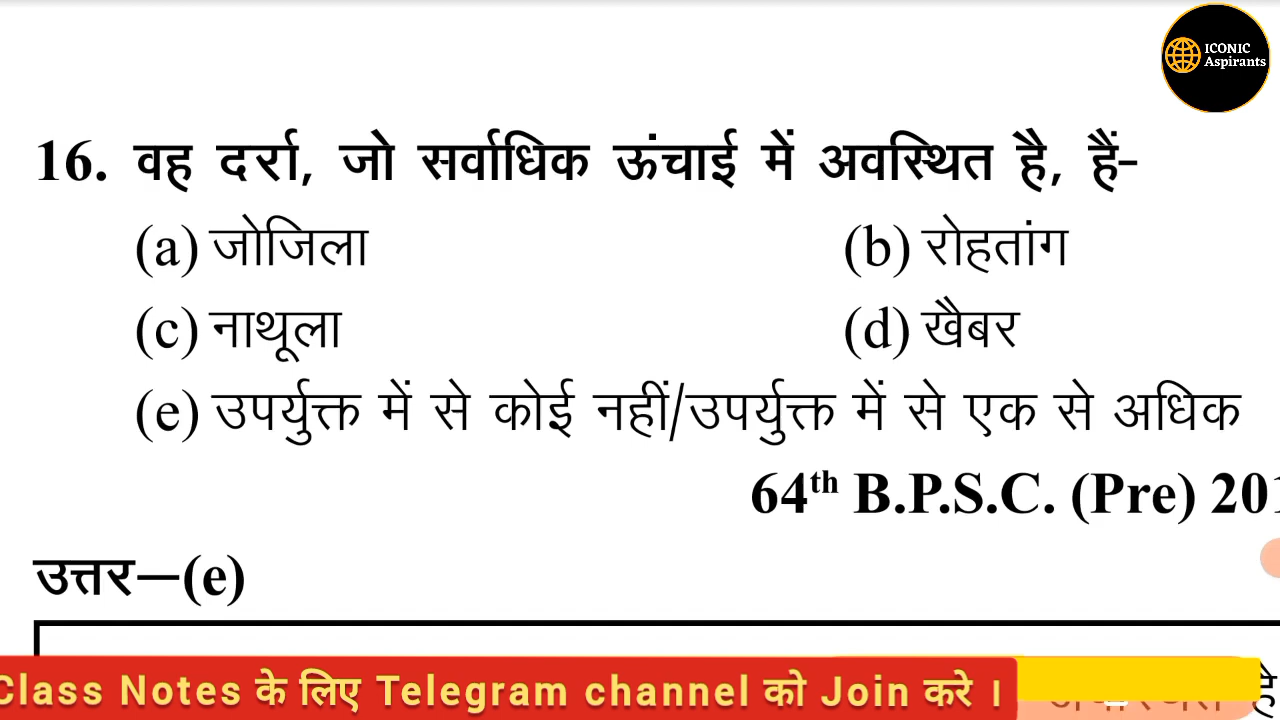 ICONIC
Aspirants
16. वह दर्रा, जो सर्वाधिक ऊंचाई में अवस्थित है, हैं-
(a) जोजिला (b) रोहतांग
(c) नाथूला (d) खैबर
(e) उपर्युक्त में से कोई नहीं/उपर्युक्त में से एक से अधिक
64th B.P.S.C. (Pre) 201
उत्तर—(e)
Class Notes के लिए Telegram channel को Join करे ।